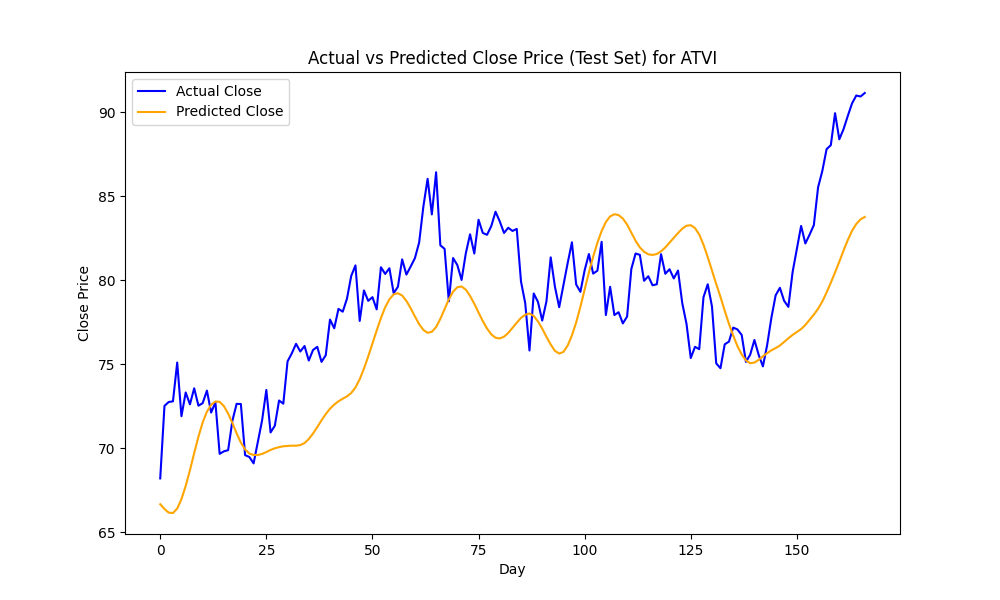 Actual vs Predicted Close Price (Test Set) for ATVI
Actual Close
Predicted Close
90
85
80
75
70
65
Close Price
0 25 50 75 100 125 150
Day